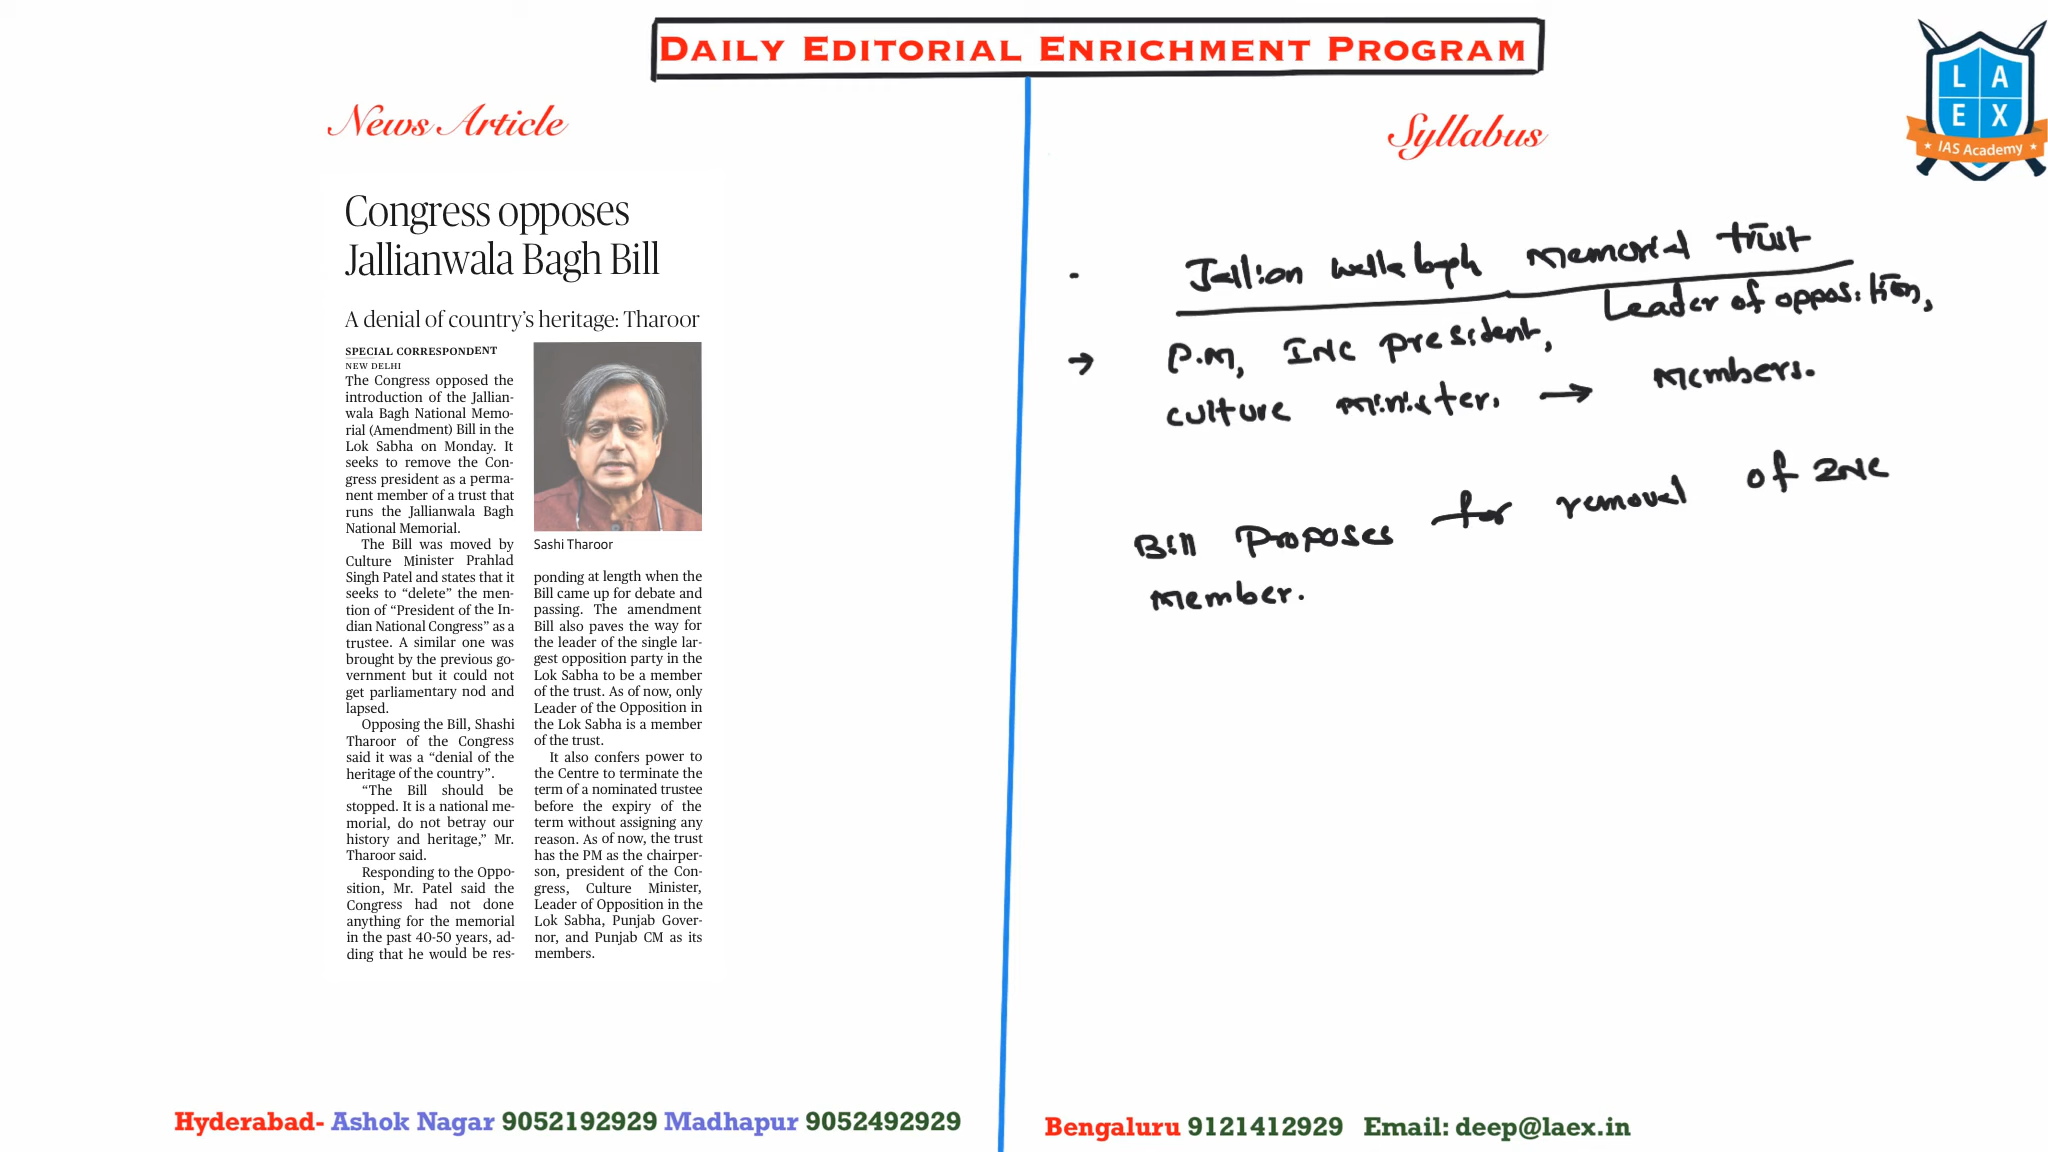 DAILY EDITORIAL ENRICHMENT PROGRAM
L A
E X
IAS Academy
News Article
Congress opposes
Jallianwala Bagh Bill
A denial of country's heritage: Tharoor
SPECIAL CORRESPONDENT
NEW DELHI
The Congress opposed the
introduction of the Jallian-
wala Bagh National Memo-
rial (Amendment) Bill in the
Lok Sabha on Monday. It
seeks to remove the Con-
gress president as a perma-
nent member of a trust that
runs the Jallianwala Bagh
National Memorial.
The Bill was moved by
Culture Minister Prahlad
Singh Patel and states that it
seeks to “delete” the men-
tion of “President of the In-
dian National Congress” as a
trustee. A similar one was
brought by the previous go-
vernment but it could not
get parliamentary nod and
lapsed.
Opposing the Bill, Shashi
Tharoor of the Congress
said it was a “denial of the
heritage of the country”.
“The Bill should be
stopped. It is a national me-
morial, do not betray our
history and heritage,” Mr.
Tharoor said.
Responding to the Oppo-
sition, Mr. Patel said the
Congress had not done
anything for the memorial
in the past 40-50 years, ad-
ding that he would be res-
Sashi Tharoor
ponding at length when the
Bill came up for debate and
passing. The amendment
Bill also paves the way for
the leader of the single lar-
gest opposition party in the
Lok Sabha to be a member
of the trust. As of now, only
Leader of the Opposition in
the Lok Sabha is a member
of the trust.
It also confers power to
the Centre to terminate the
term of a nominated trustee
before the expiry of the
term without assigning any
reason. As of now, the trust
has the PM as the chairper-
son, president of the Con-
gress, Culture Minister,
Leader of Opposition in the
Lok Sabha, Punjab Gover-
nor, and Punjab CM as its
members.
Syllabus
Jallion walla bagh memorial trust
→ P.M, INC president, Leader of opposition,
culture minister. → members.
Bill Proposes for removal of INC
member.
Hyderabad- Ashok Nagar 9052192929 Madhapur 9052492929
Bengaluru 9121412929 Email: deep@laex.in